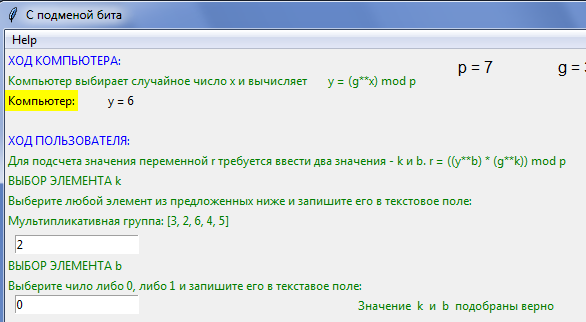 С подменой бита
Help
ХОД КОМПЬЮТЕРА:
p = 7
g = 3
Компьютер выбирает случайное число x и вычисляет y = (g**x) mod p
Компьютер: y = 6
ХОД ПОЛЬЗОВАТЕЛЯ:
Для подсчета значения переменной r требуется ввести два значения - k и b. r = ((y**b) * (g**k)) mod p
ВЫБОР ЭЛЕМЕНТА k
Выберите любой элемент из предложенных ниже и запишите его в текстовое поле:
Мультипликативная группа: [3, 2, 6, 4, 5]
2
ВЫБОР ЭЛЕМЕНТА b
Выберите чило либо 0, либо 1 и запишите его в текставое поле:
0
Значение k и b подобраны верно